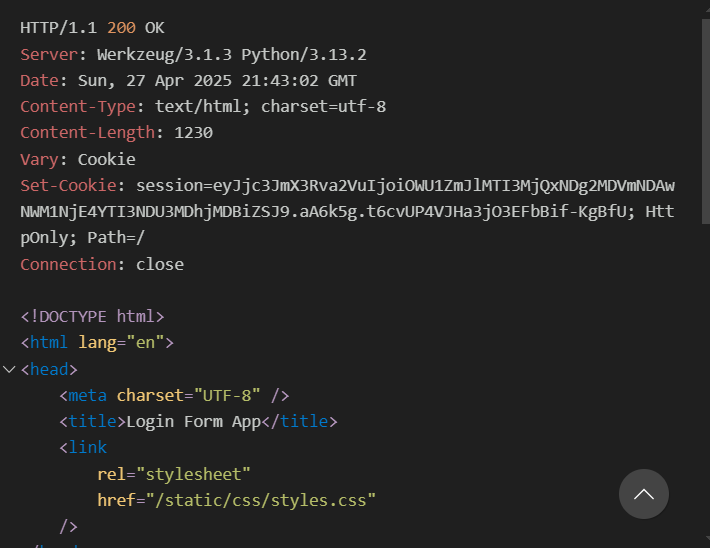 HTTP/1.1 200 OK
Server: Werkzeug/3.1.3 Python/3.13.2
Date: Sun, 27 Apr 2025 21:43:02 GMT
Content-Type: text/html; charset=utf-8
Content-Length: 1230
Vary: Cookie
Set-Cookie: session=eyJjc3JmX3Rva2VuIjoiOWU1ZmJlMTI3MjQxNDg2MDVmNDAw
NWM1NjE4YTI3NDU3MDhjMDBiZSJ9.aA6k5g.t6cvUP4VJHa3jO3EFbBif-KgBfU; Htt
pOnly; Path=/
Connection: close
<!DOCTYPE html>
<html lang="en">
<head>
<meta charset="UTF-8" />
<title>Login Form App</title>
<link
rel="stylesheet"
href="/static/css/styles.css"
/>